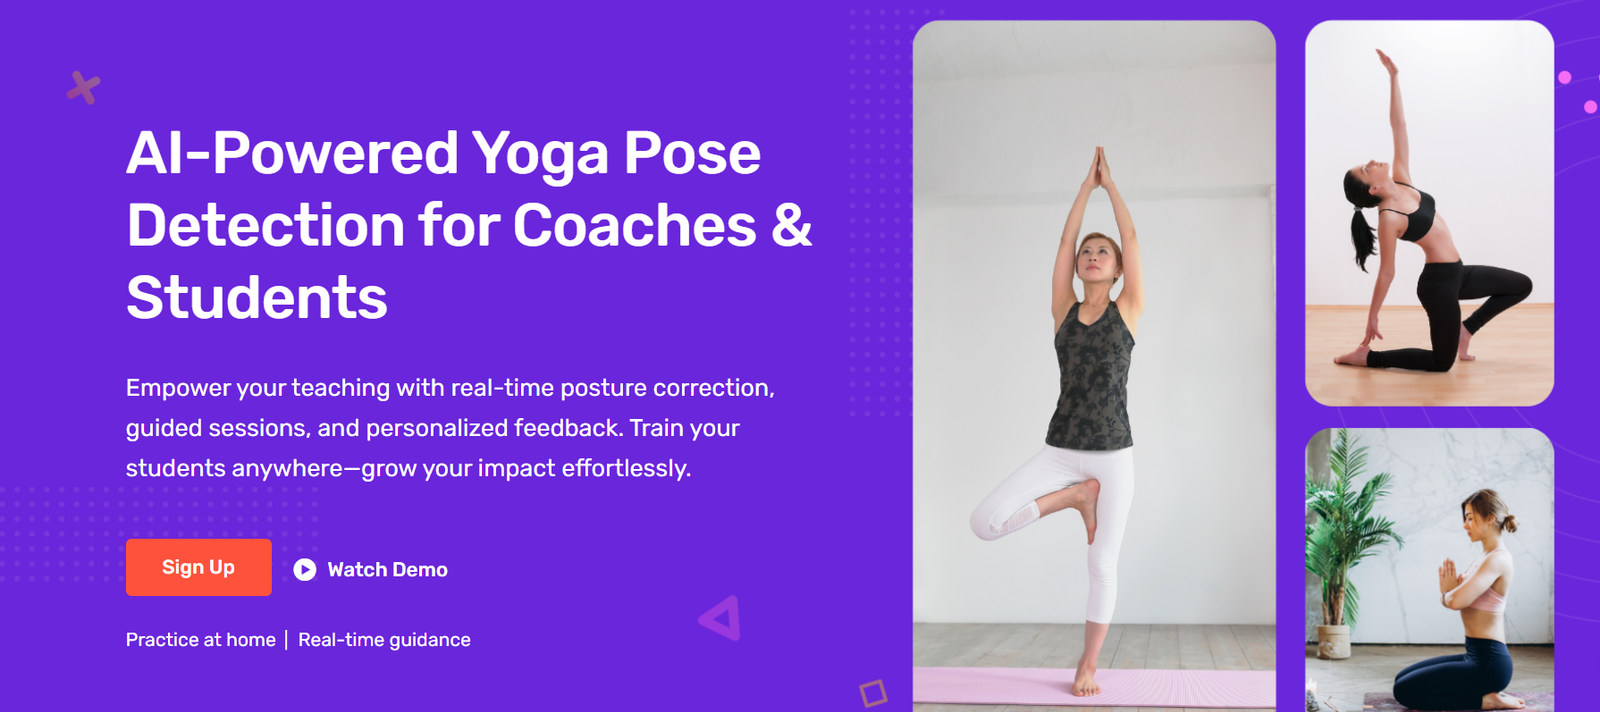 AI-Powered Yoga Pose
Detection for Coaches &
Students
Empower your teaching with real-time posture correction,
guided sessions, and personalized feedback. Train your
students anywhere—grow your impact effortlessly.
Sign Up
Watch Demo
Practice at home | Real-time guidance